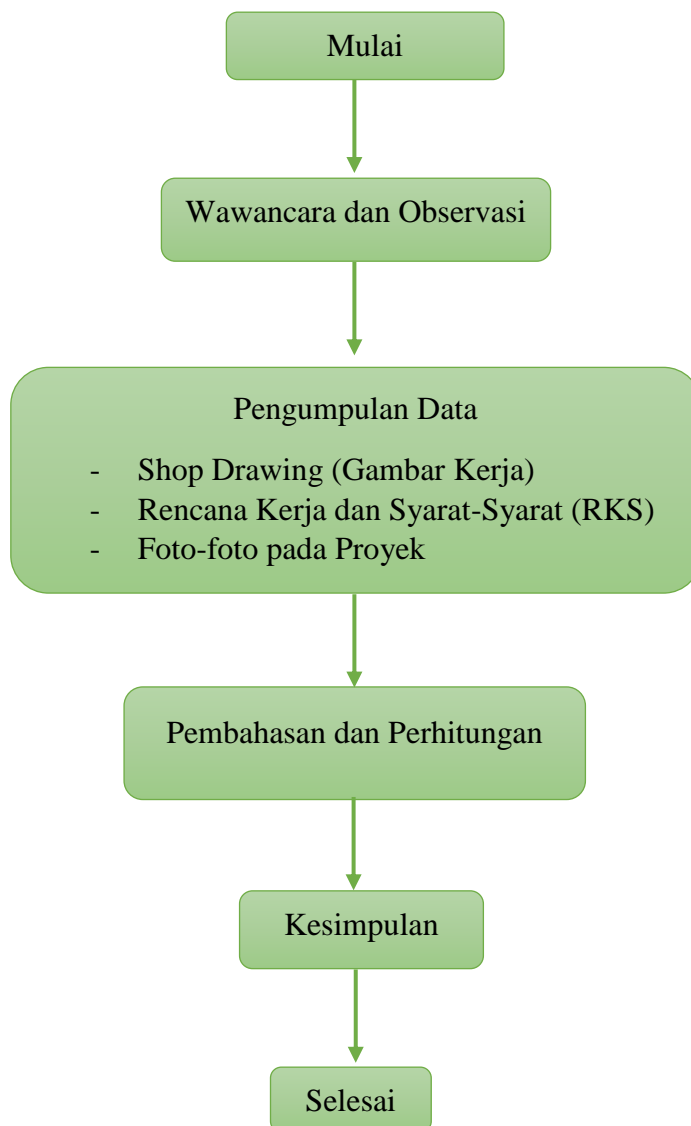 Mulai
Wawancara dan Observasi
Pengumpulan Data
- Shop Drawing (Gambar Kerja)
- Rencana Kerja dan Syarat-Syarat (RKS)
- Foto-foto pada Proyek
Pembahasan dan Perhitungan
Kesimpulan
Selesai